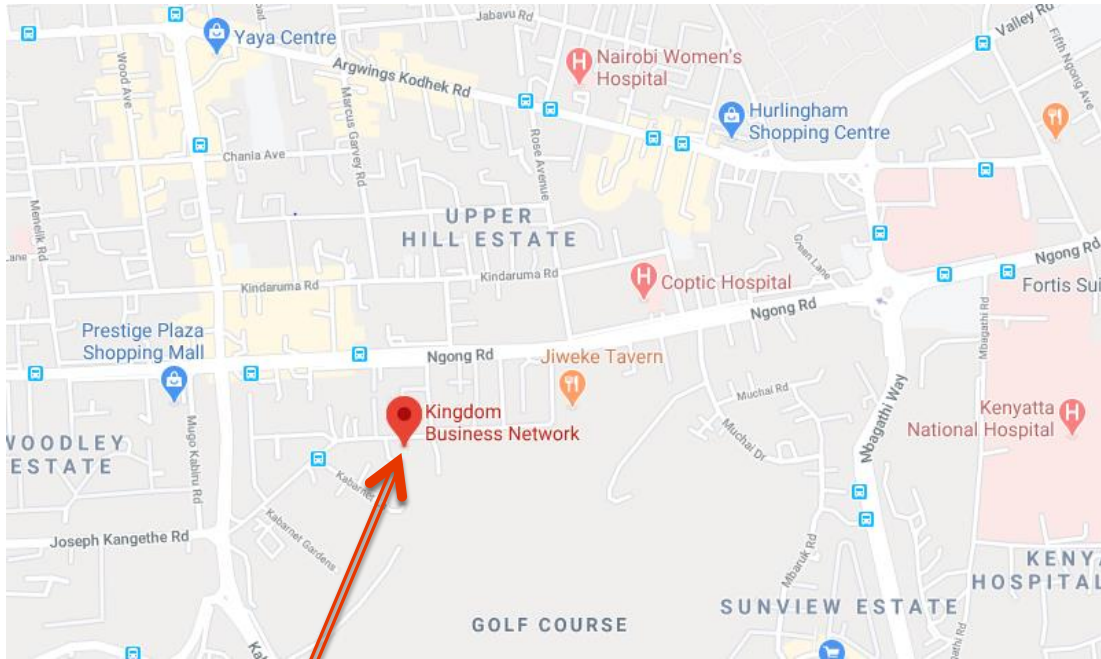 Jabavu Rd
Valley Rd
Yaya Centre
Nairobi Women's
Hospital
Fifth Ngong Ave
Wood Ave
Argwings Kodhek Rd
Hurlingham
Shopping Centre
Marcus Garvey Rd
Rose Avenue
Chania Ave
Menelik Rd
UPPER
HILL ESTATE
Green Lane
Ngong Rd
Kindaruma Rd
Kindaruma Rd
Coptic Hospital
Fortis Sui
Ngong Rd
Mbagathi Rd
Prestige Plaza
Shopping Mall
Ngong Rd
Jiweke Tavern
Muchai Rd
Kingdom
Business Network
Kenyatta
National Hospital
Mbagathi Way
WOODLEY
ESTATE
Mugo Kabiru Rd
Muchai Dr
Kabarnet
Kabarnet Gardens
Joseph Kangethe Rd
Mbaruk Rd
KENYA
HOSPITAL
SUNVIEW ESTATE
GOLF COURSE